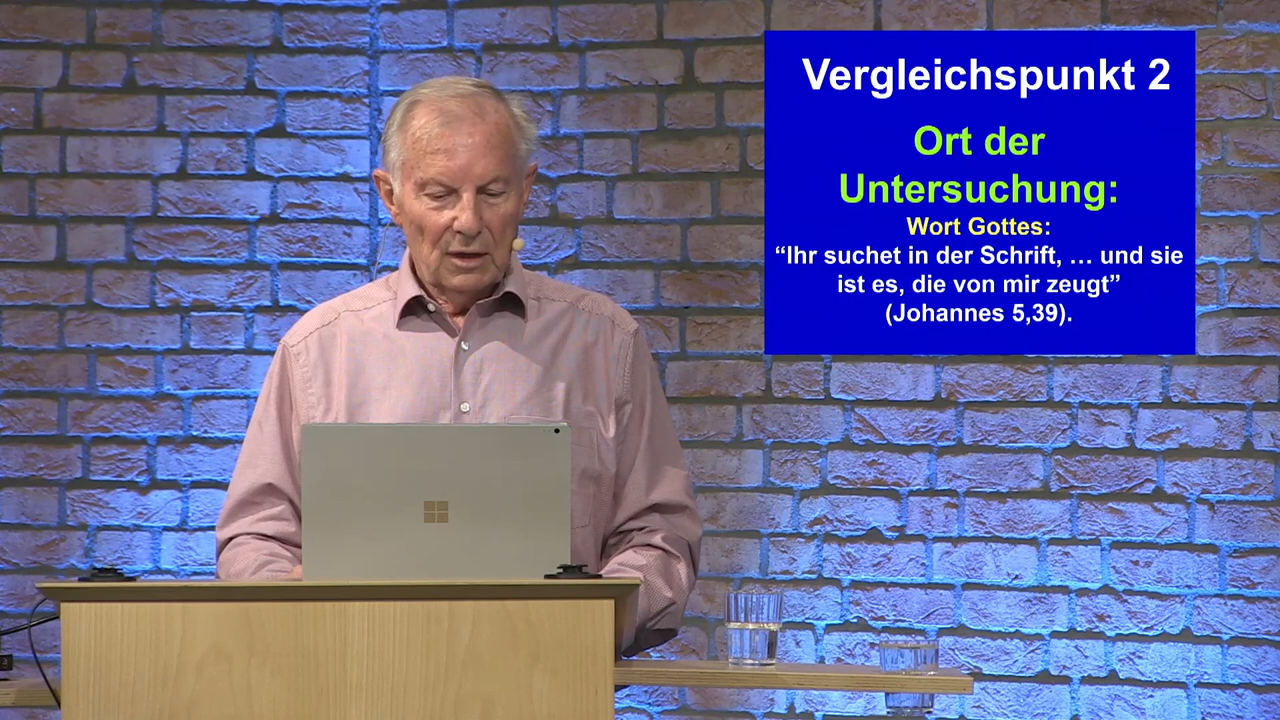 Vergleichspunkt 2
Ort der
Untersuchung:
Wort Gottes:
“Ihr suchet in der Schrift, … und sie
ist es, die von mir zeugt”
(Johannes 5,39).